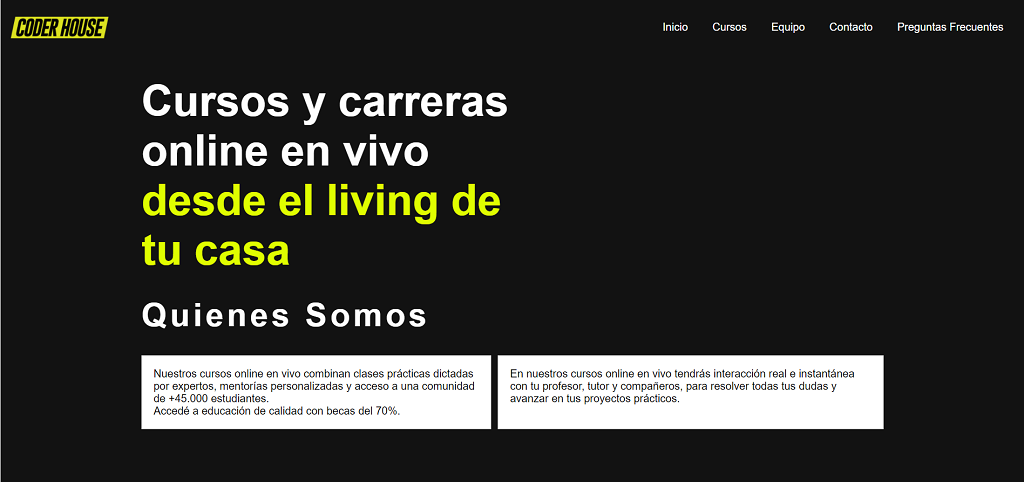 CODER HOUSE
Inicio Cursos Equipo Contacto Preguntas Frecuentes
Cursos y carreras
online en vivo
desde el living de
tu casa
Quienes Somos
Nuestros cursos online en vivo combinan clases prácticas dictadas
por expertos, mentorías personalizadas y acceso a una comunidad
de +45.000 estudiantes.
Accedé a educación de calidad con becas del 70%.
En nuestros cursos online en vivo tendrás interacción real e instantánea
con tu profesor, tutor y compañeros, para resolver todas tus dudas y
avanzar en tus proyectos prácticos.